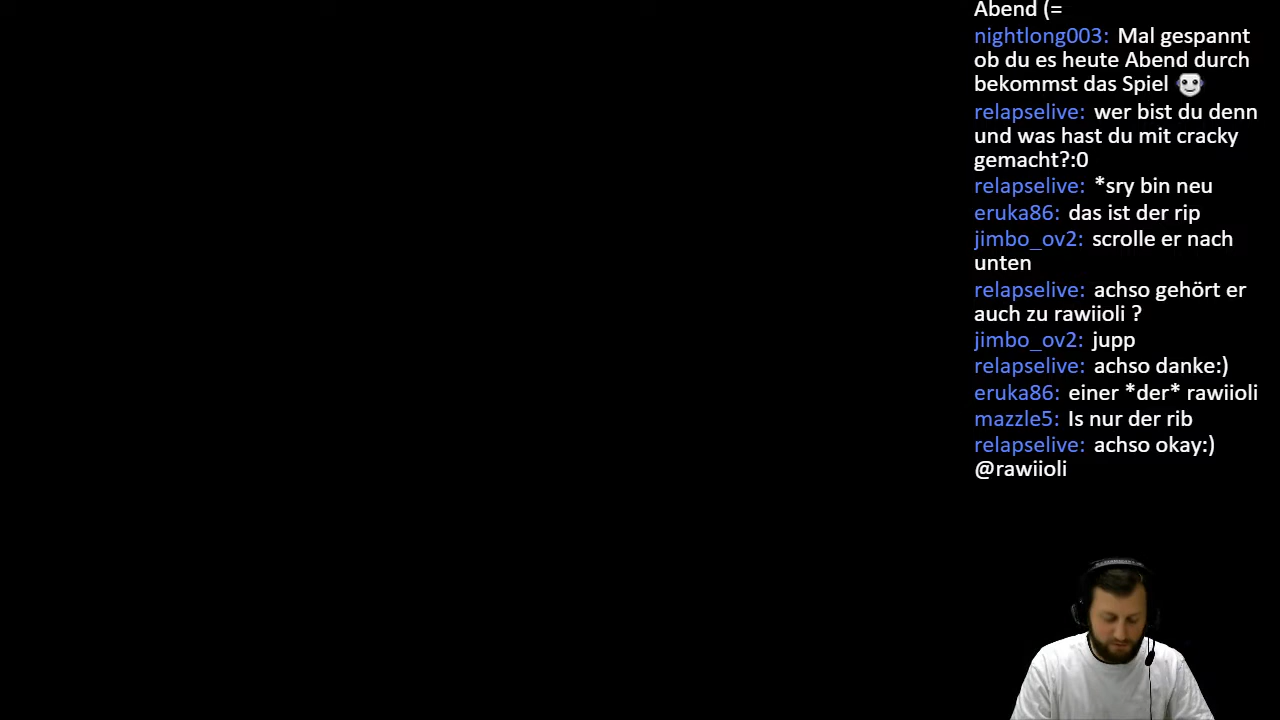 Abend (=
nightlong003: Mal gespannt
ob du es heute Abend durch
bekommst das Spiel
relapselive: wer bist du denn
und was hast du mit cracky
gemacht?:0
relapselive: *sry bin neu
eruka86: das ist der rip
jimbo_ov2: scrolle er nach
unten
relapselive: achso gehört er
auch zu rawiioli ?
jimbo_ov2: jupp
relapselive: achso danke:)
eruka86: einer *der* rawiioli
mazzle5: Is nur der rib
relapselive: achso okay:)
@rawiioli